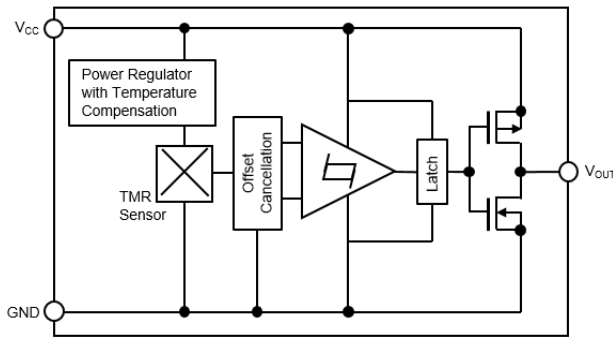 VCC
Power Regulator
with Temperature
Compensation
TMR
Sensor
Offset
Cancellation
Latch
VOUT
GND